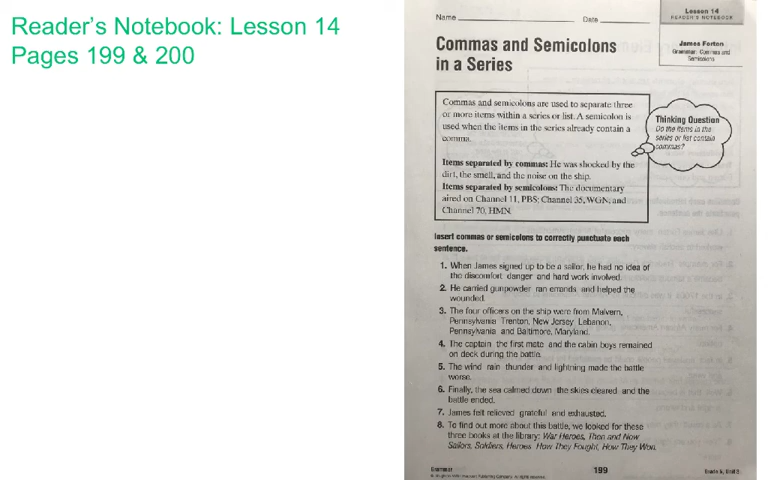 Reader's Notebook: Lesson 14
Pages 199 & 200
Name
Date
Lesson 14
READER'S NOTEBOOK
Commas and Semicolons
in a Series
James Forten
Grammar: Commas and
Semicolons
Commas and semicolons are used to separate three
or more items within a series or list. A semicolon is
used when the items in the series already contain a
comma.
Items separated by commas: He was shocked by the
dirt, the smell, and the noise on the ship.
Items separated by semicolons: The documentary
aired on Channel 11, PBS; Channel 35, WGN; and
Channel 70, HMN.
Thinking Question
Do the items in the
series or list contain
commas?
Insert commas or semicolons to correctly punctuate each
sentence.
1. When James signed up to be a sailor, he had no idea of
the discomfort danger and hard work involved.
2. He carried gunpowder ran errands and helped the
wounded.
3. The four officers on the ship were from Malvern,
Pennsylvania Trenton, New Jersey Lebanon,
Pennsylvania and Baltimore, Maryland.
4. The captain the first mate and the cabin boys remained
on deck during the battle.
5. The wind rain thunder and lightning made the battle
worse.
6. Finally, the sea calmed down the skies cleared and the
battle ended.
7. James felt relieved grateful and exhausted.
8. To find out more about this battle, we looked for these
three books at the library: War Heroes, Then and Now
Sailors, Soldiers, Heroes How They Fought, How They Won.
Grammar
199